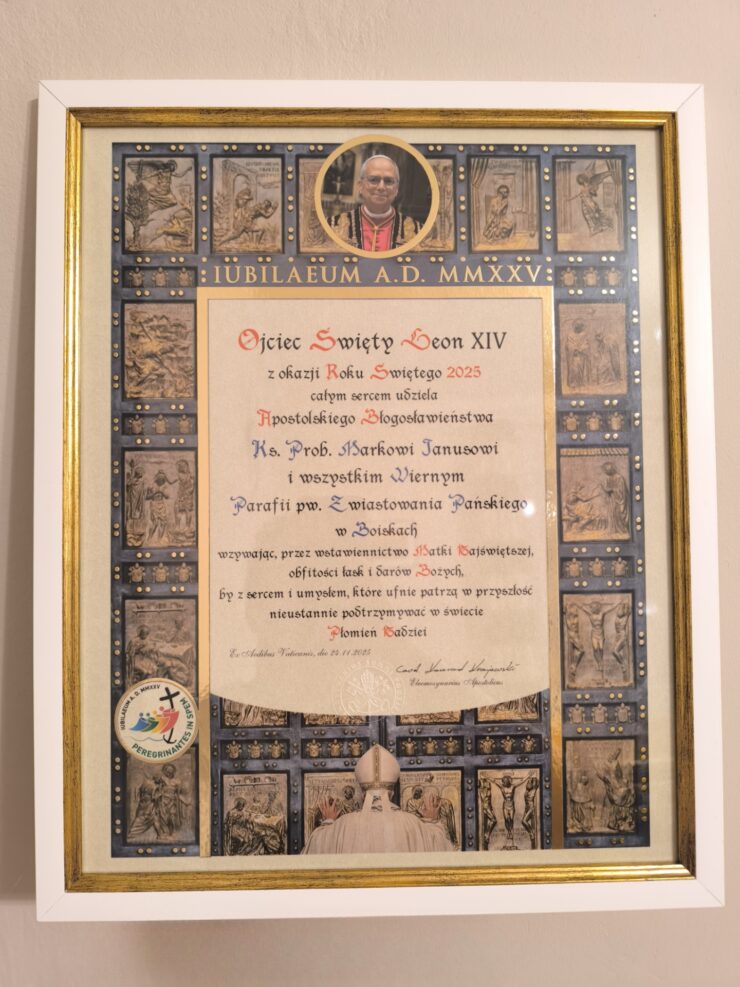 IUBILAEUM A.D. MMXXV
Ojciec Święty Leon XIV
z okazji Roku Świętego 2025
całym sercem udziela
Apostolskiego Błogosławieństwa
Ks. Prob. Markowi Janusowi
i wszystkim Wiernym
Parafii pw. Zwiastowania Pańskiego
w Boiskach
wzywając, przez wstawiennictwo Matki Najświętszej,
obfitości łask i darów Bożych,
by z sercem i umysłem, które ufnie patrzą w przyszłość
nieustannie podtrzymywać w świecie
Płomień Nadziei
Ex Aedibus Vaticanis, die 24.11.2025
Eleemosynarius Apostolicus
IUBILAEUM A. D. MMXXV
PEREGRINANTES IN SPEM